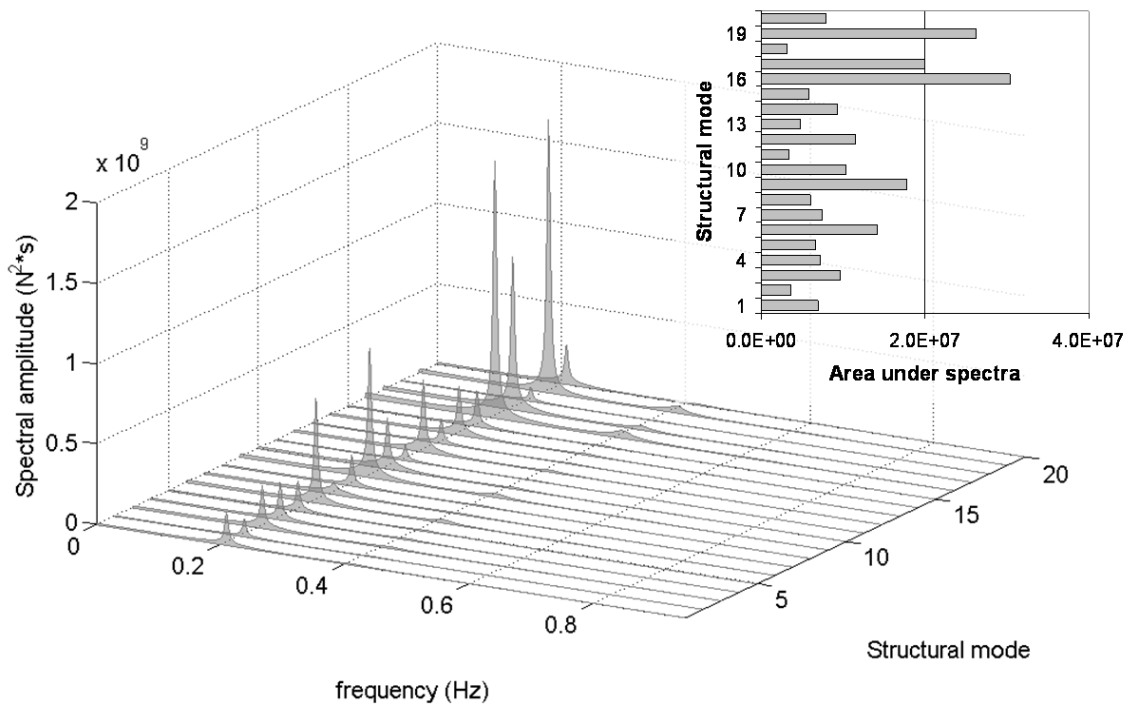 x 10^9
2
1.5
1
0.5
0
Spectral amplitude (N^2*s)
0
0.2
0.4
0.6
0.8
frequency (Hz)
5
10
15
20
Structural mode
19
16
13
10
7
4
1
Structural mode
0.0E+00
2.0E+07
4.0E+07
Area under spectra